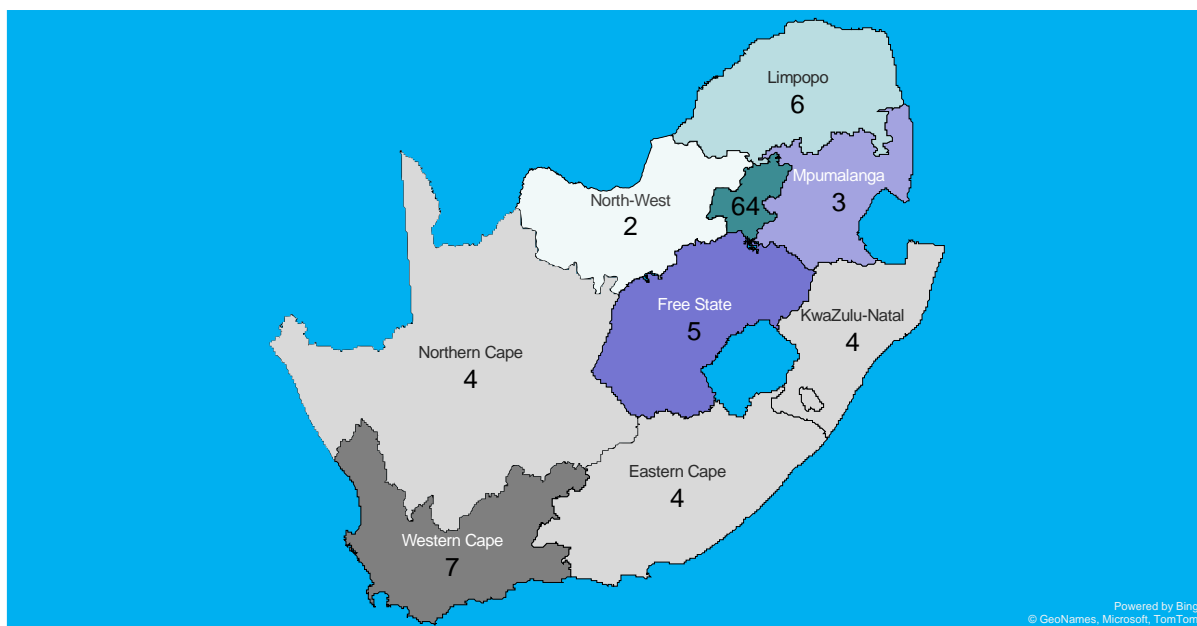 Limpopo
6
Mpumalanga
3
North-West
2
64
Free State
5
KwaZulu-Natal
4
Northern Cape
4
Eastern Cape
4
Western Cape
7
Powered by Bing
© GeoNames, Microsoft, TomTom